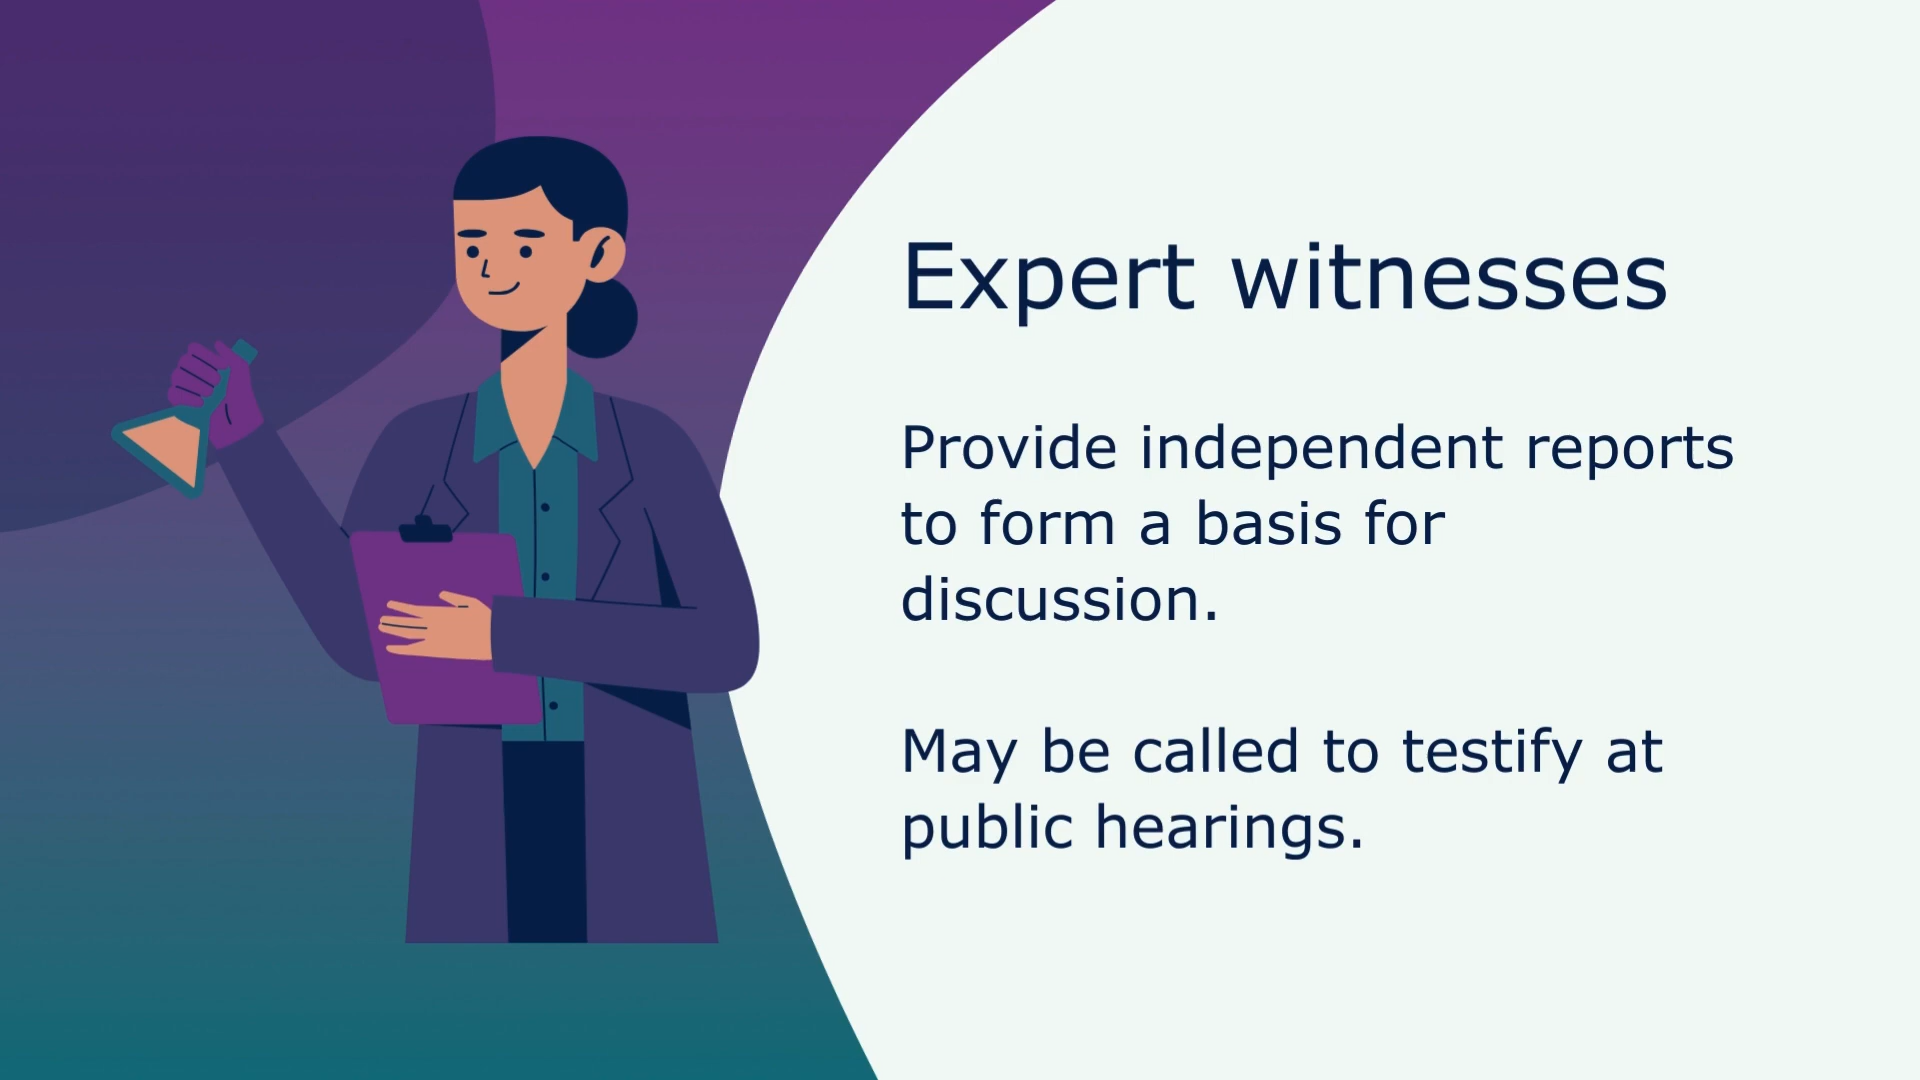 Expert witnesses
Provide independent reports
to form a basis for
discussion.
May be called to testify at
public hearings.